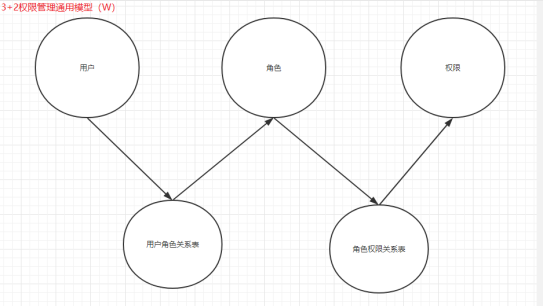 3+2权限管理通用模型（W）
用户
角色
权限
用户角色关系表
角色权限关系表